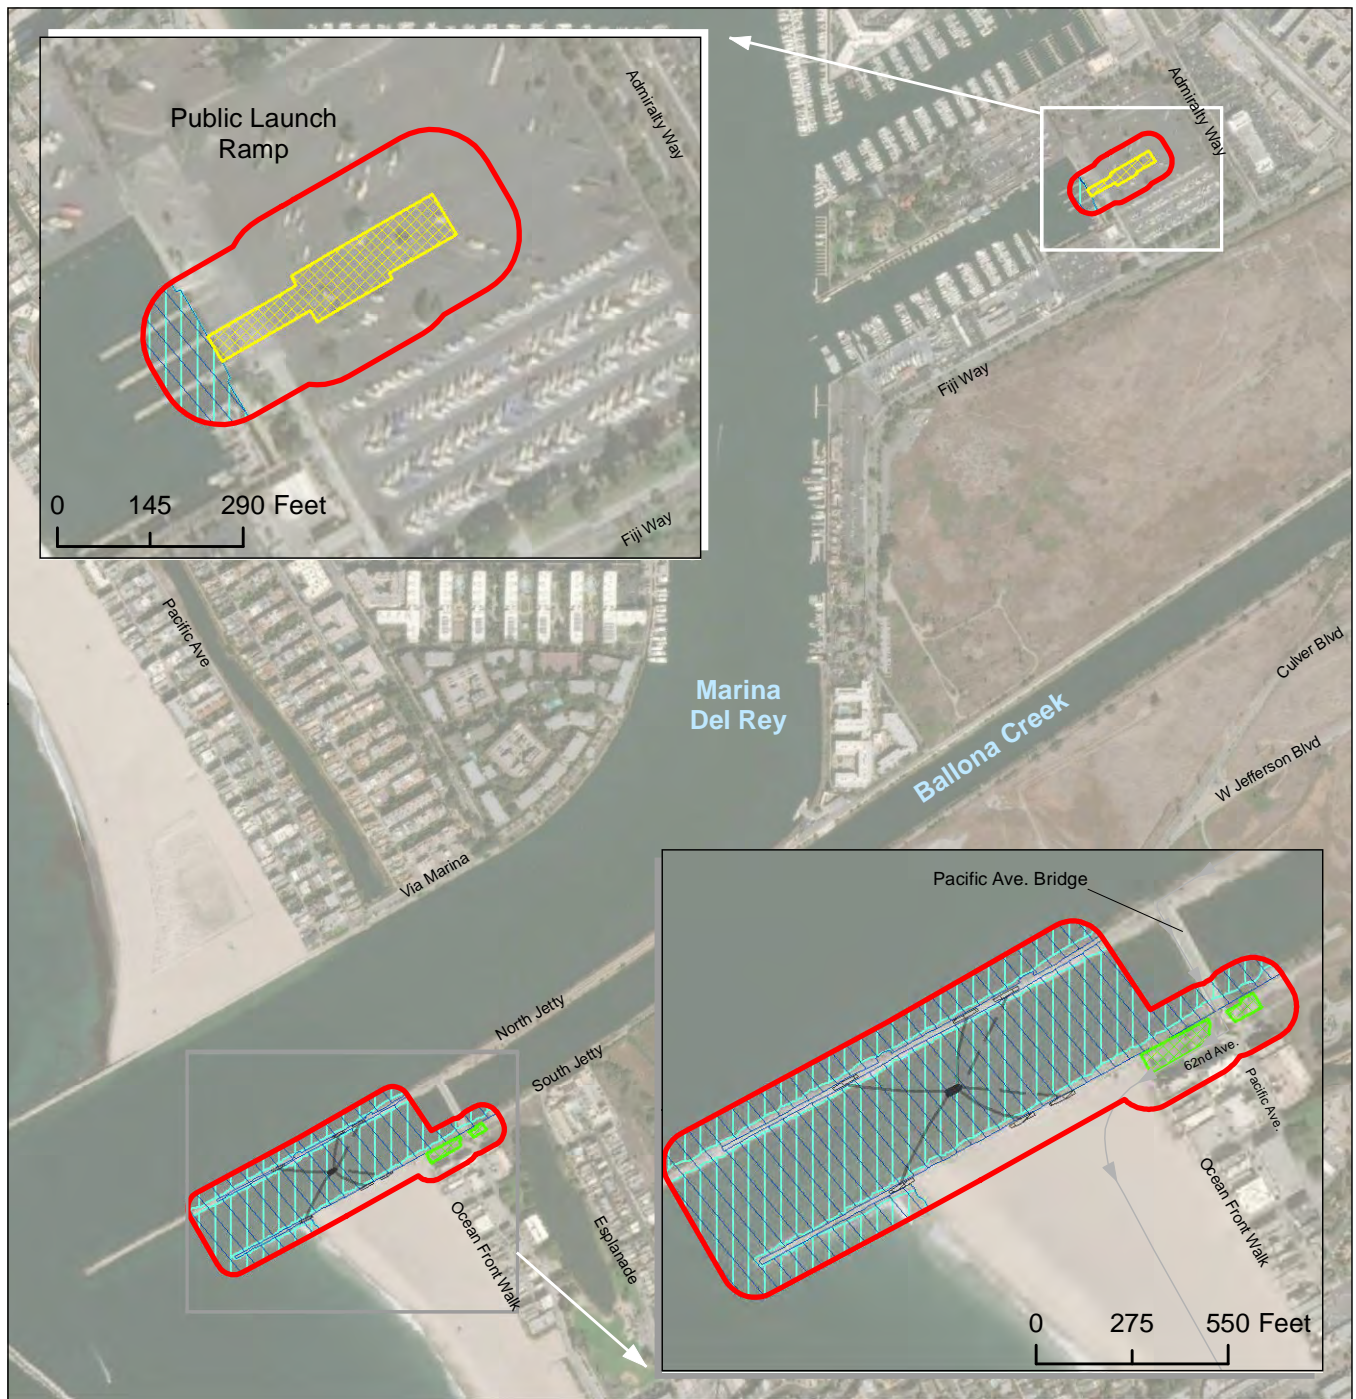 Public Launch
Ramp
Admiralty Way
0 145 290 Feet
Fiji Way
Admiralty Way
Fiji Way
Pacific Ave
Marina
Del Rey
Ballona Creek
Culver Blvd
W Jefferson Blvd
Via Marina
North Jetty
South Jetty
Ocean Front Walk
Esplanade
Pacific Ave. Bridge
62nd Ave.
Pacific Ave.
Ocean Front Walk
0 275 550 Feet